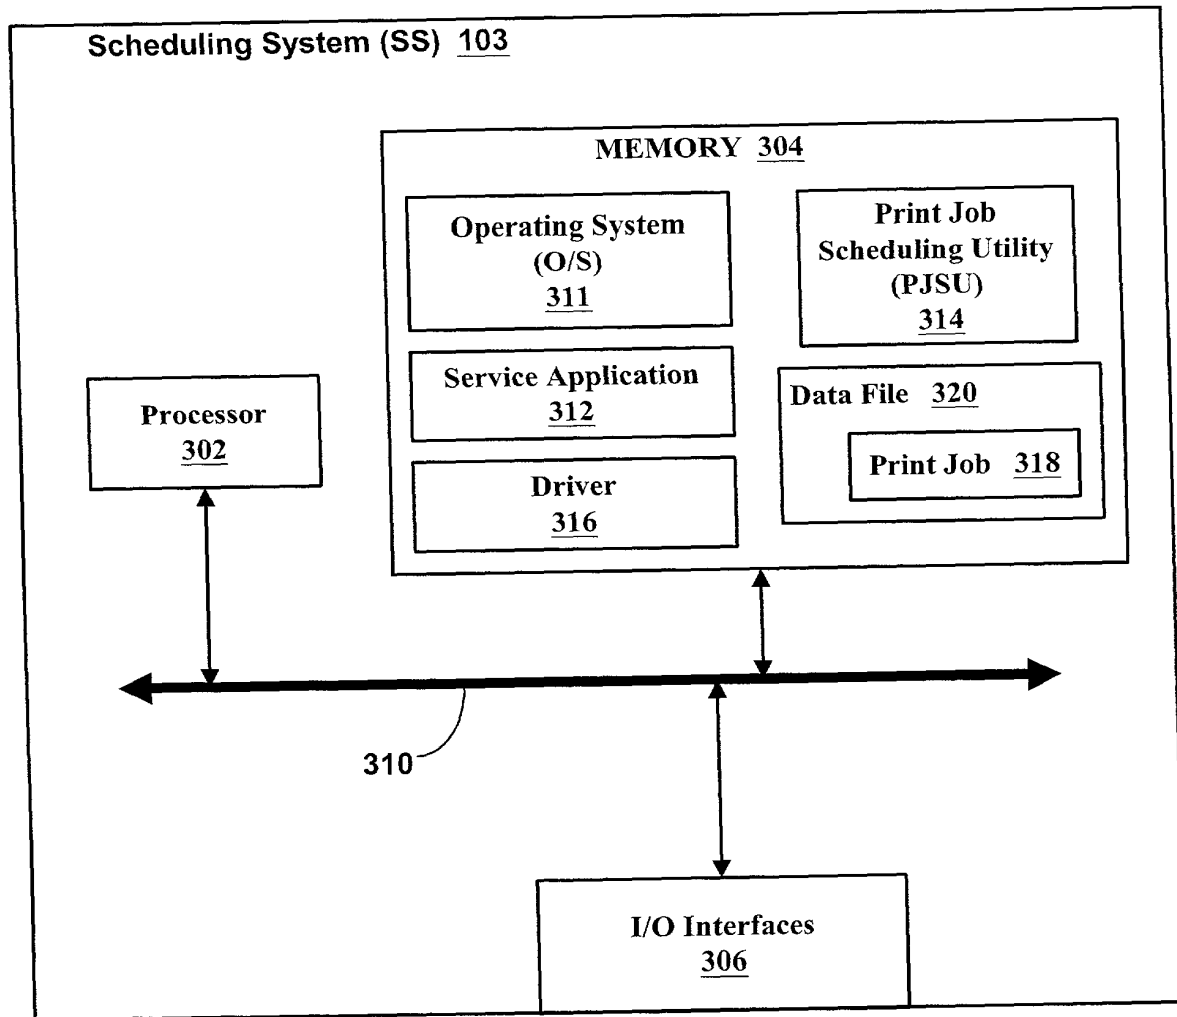 Scheduling System (SS) 103
MEMORY 304
Operating System
(O/S)
311
Print Job
Scheduling Utility
(PJSU)
314
Service Application
312
Data File 320
Print Job 318
Driver
316
Processor
302
310
I/O Interfaces
306